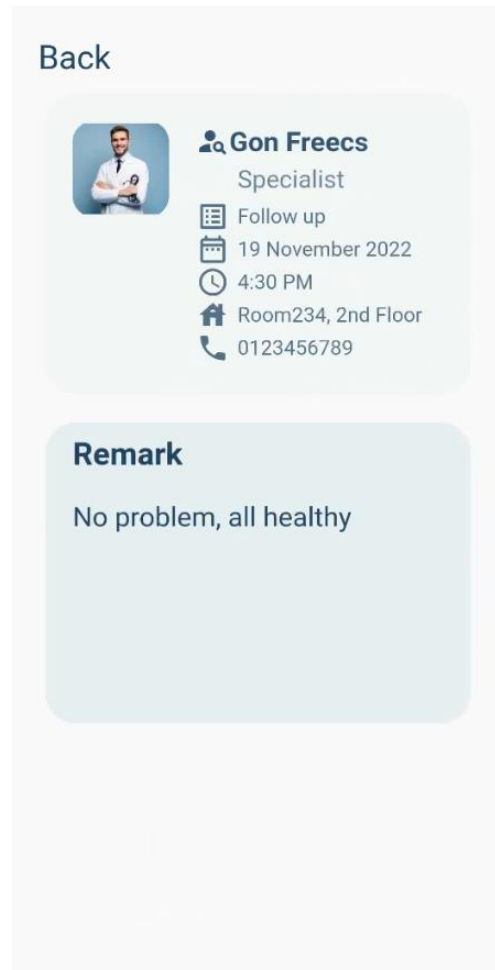 Back
Gon Freecs
Specialist
Follow up
19 November 2022
4:30 PM
Room234, 2nd Floor
0123456789
Remark
No problem, all healthy